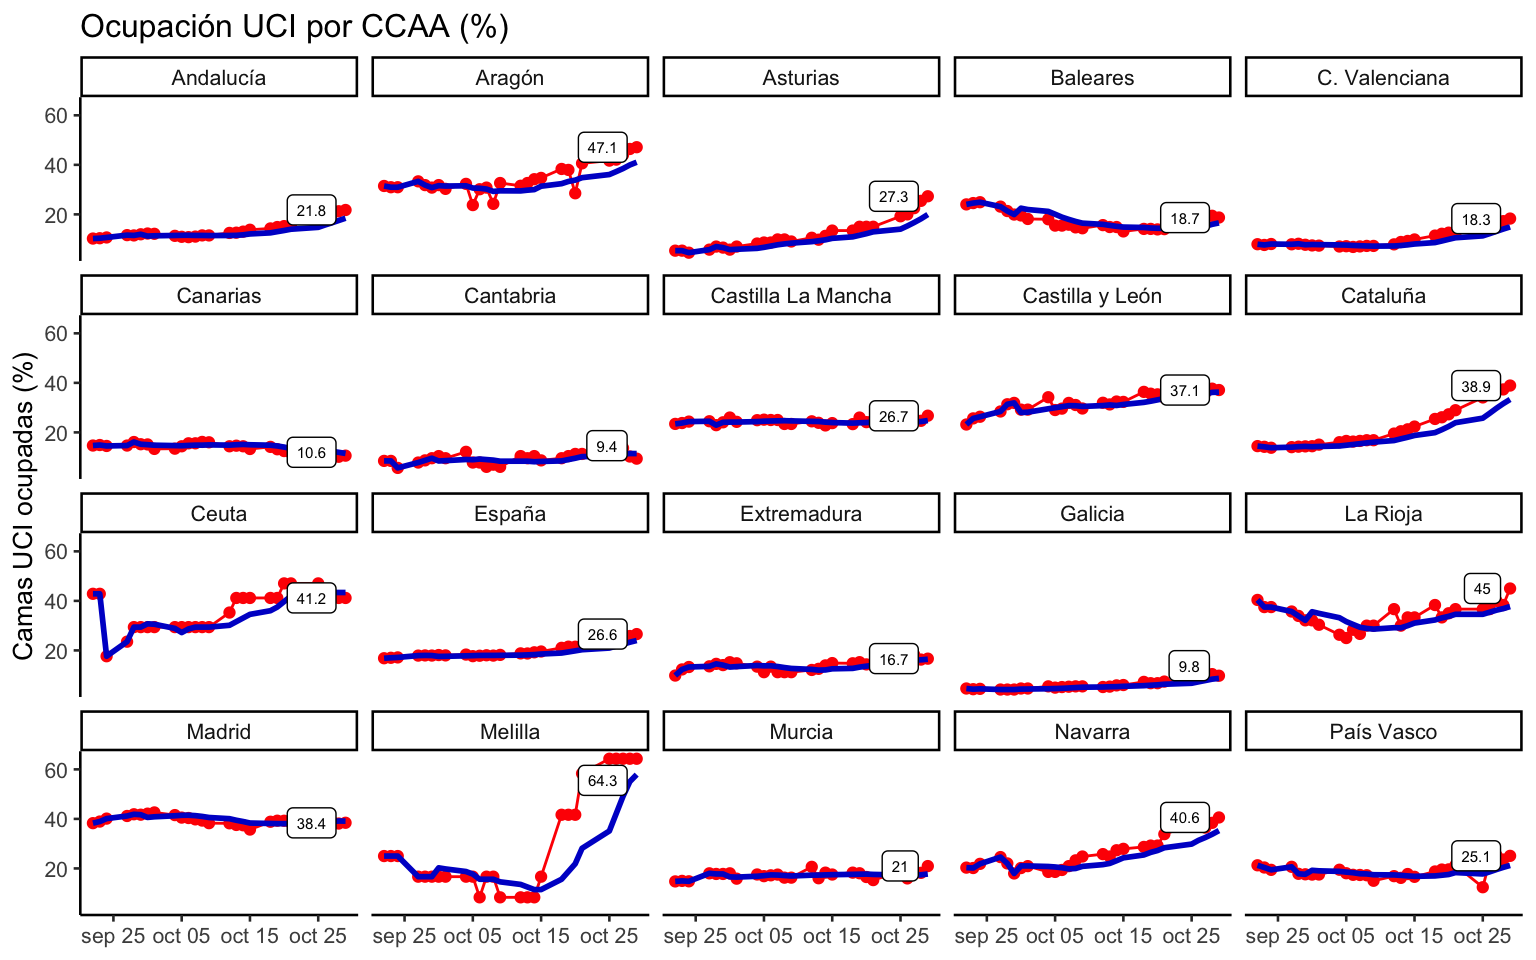 Ocupación UCI por CCAA (%)
Andalucía Aragón Asturias Baleares C. Valenciana
60
40
20
21.8 47.1 27.3 18.7 18.3
Canarias Cantabria Castilla La Mancha Castilla y León Cataluña
60
40
20
10.6 9.4 26.7 37.1 38.9
Camas UCI ocupadas (%)
Ceuta España Extremadura Galicia La Rioja
60
40
20
41.2 26.6 16.7 9.8 45
Madrid Melilla Murcia Navarra País Vasco
60
40
20
38.4 64.3 21 40.6 25.1
sep 25 oct 05 oct 15 oct 25 sep 25 oct 05 oct 15 oct 25 sep 25 oct 05 oct 15 oct 25 sep 25 oct 05 oct 15 oct 25 sep 25 oct 05 oct 15 oct 25